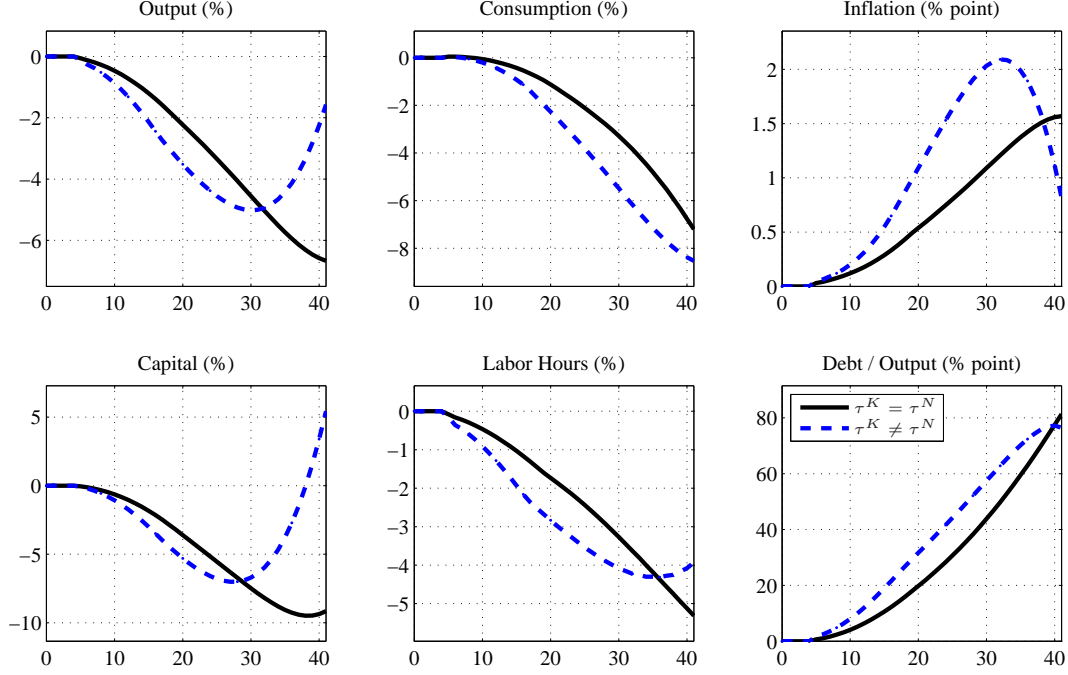 Output (%)
0
−2
−4
−6
0 10 20 30 40
Consumption (%)
0
−2
−4
−6
−8
0 10 20 30 40
Inflation (% point)
2
1.5
1
0.5
0
0 10 20 30 40
Capital (%)
5
0
−5
−10
0 10 20 30 40
Labor Hours (%)
0
−1
−2
−3
−4
−5
0 10 20 30 40
Debt / Output (% point)
80
60
40
20
0
0 10 20 30 40
τ^K = τ^N
τ^K ≠ τ^N